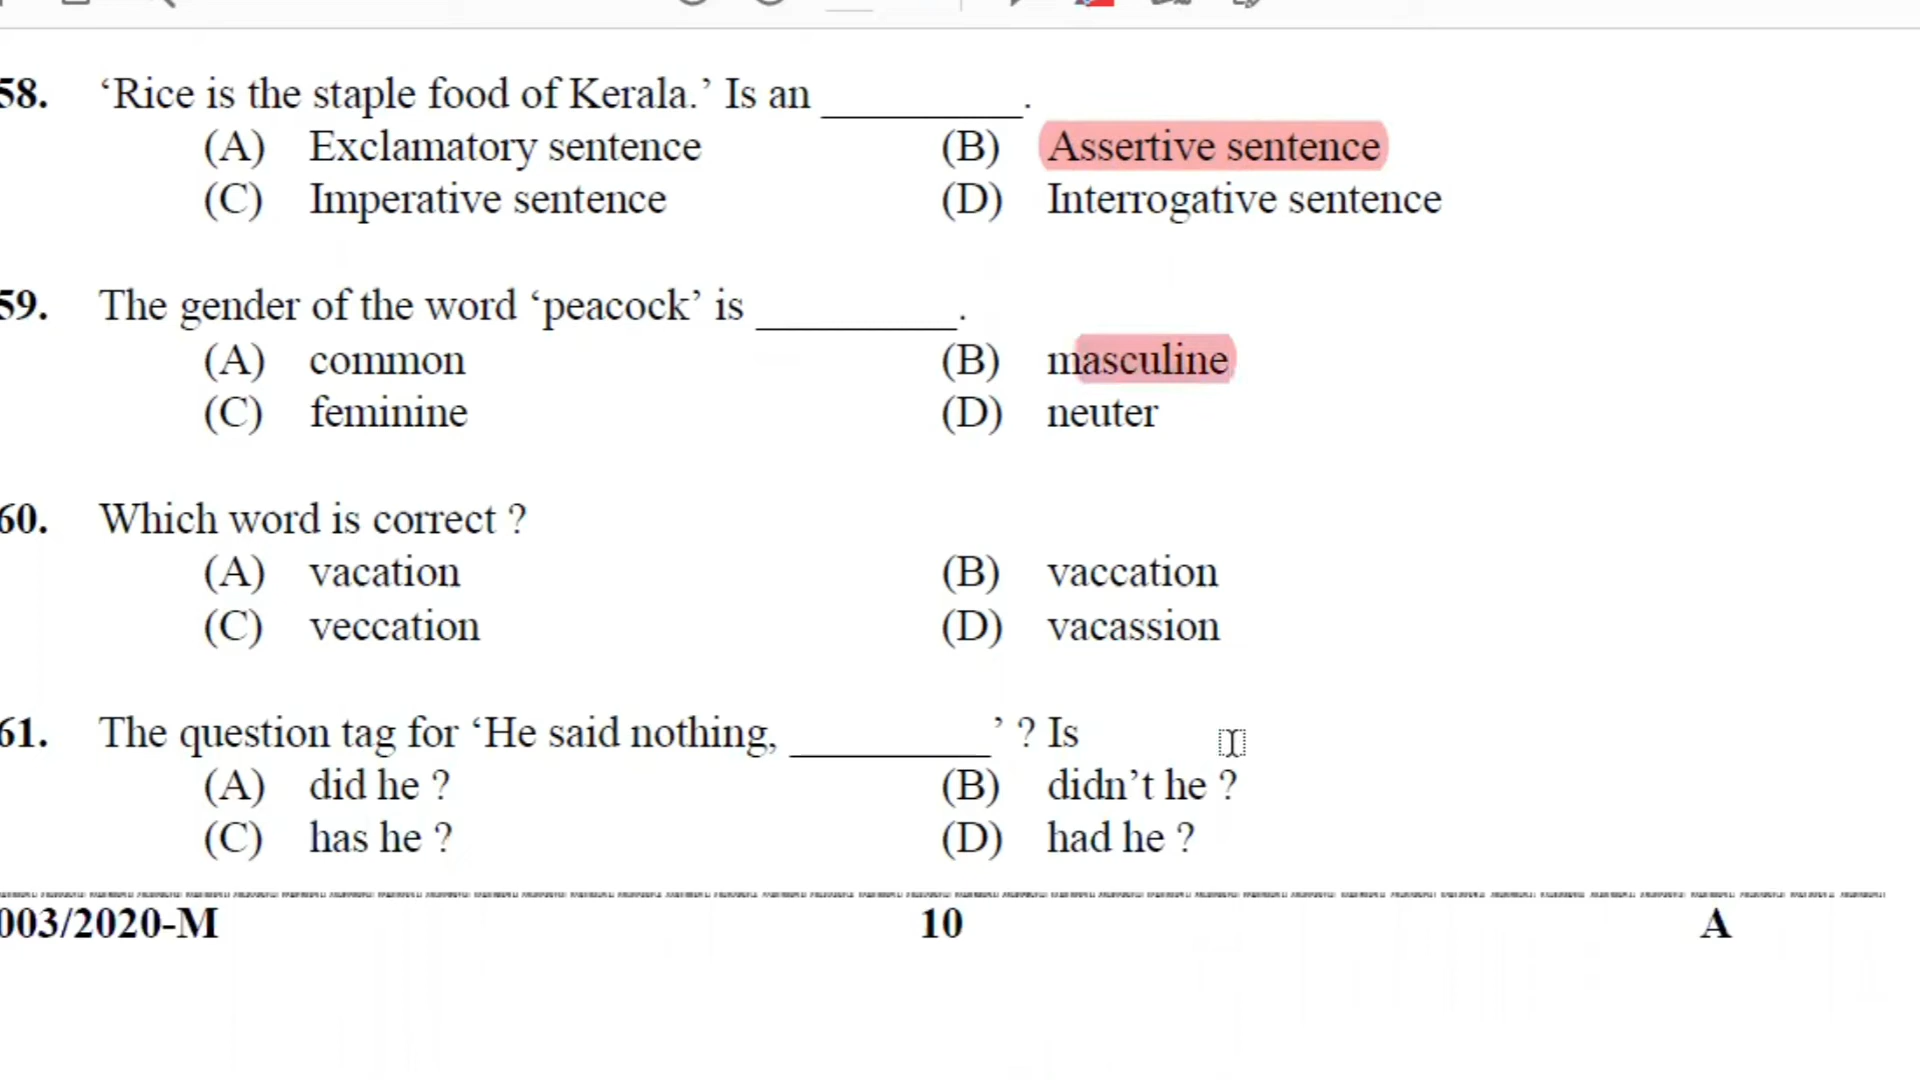 58. ‘Rice is the staple food of Kerala.’ Is an __________.
(A) Exclamatory sentence (B) Assertive sentence
(C) Imperative sentence (D) Interrogative sentence
59. The gender of the word ‘peacock’ is __________.
(A) common (B) masculine
(C) feminine (D) neuter
60. Which word is correct ?
(A) vacation (B) vaccation
(C) veccation (D) vacassion
61. The question tag for ‘He said nothing, __________’ ? Is
(A) did he ? (B) didn’t he ?
(C) has he ? (D) had he ?
003/2020-M 10 A